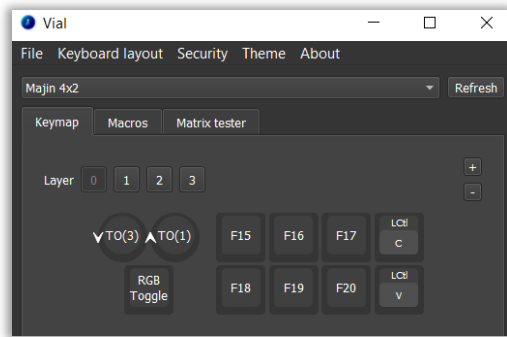 Vial
File Keyboard layout Security Theme About
Majin 4x2 Refresh
Keymap Macros Matrix tester
+
Layer 0 1 2 3
-
LCtl
TO(3) TO(1) F15 F16 F17 C
RGB
Toggle F18 F19 F20 LCtl
V